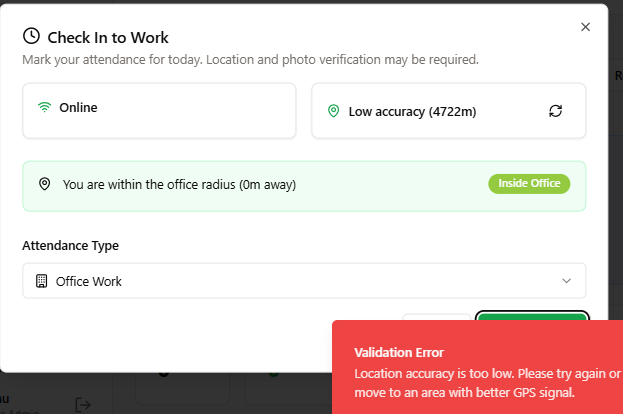 Check In to Work
Mark your attendance for today. Location and photo verification may be required.
Online
Low accuracy (4722m)
You are within the office radius (0m away)
Inside Office
Attendance Type
Office Work
Validation Error
Location accuracy is too low. Please try again or
move to an area with better GPS signal.